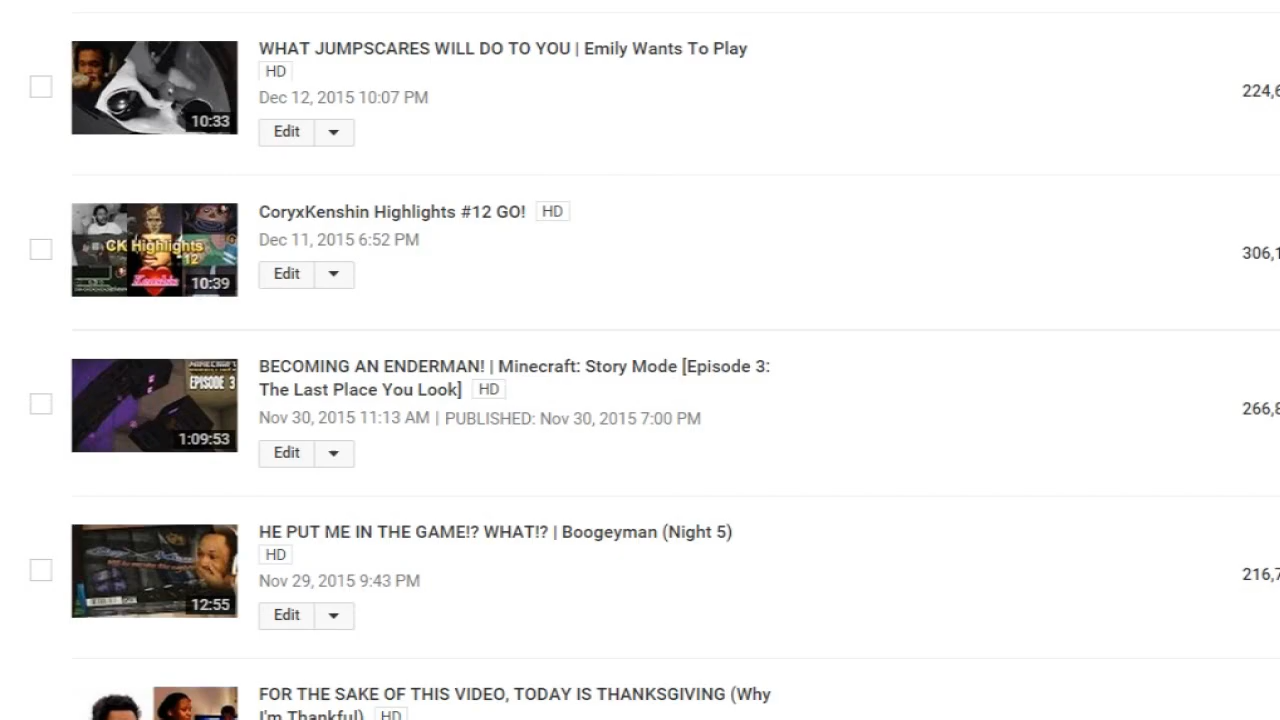 WHAT JUMPSCARES WILL DO TO YOU | Emily Wants To Play
HD
Dec 12, 2015 10:07 PM
Edit
10:33
224,6
CoryxKenshin Highlights #12 GO! HD
Dec 11, 2015 6:52 PM
Edit
CK Highlights
12
Kenshin
10:39
306,1
BECOMING AN ENDERMAN! | Minecraft: Story Mode [Episode 3:
The Last Place You Look] HD
Nov 30, 2015 11:13 AM | PUBLISHED: Nov 30, 2015 7:00 PM
Edit
MINECRAFT
EPISODE 3
1:09:53
266,8
HE PUT ME IN THE GAME!? WHAT!? | Boogeyman (Night 5)
HD
Nov 29, 2015 9:43 PM
Edit
12:55
216,7
FOR THE SAKE OF THIS VIDEO, TODAY IS THANKSGIVING (Why
I'm Thankful) HD